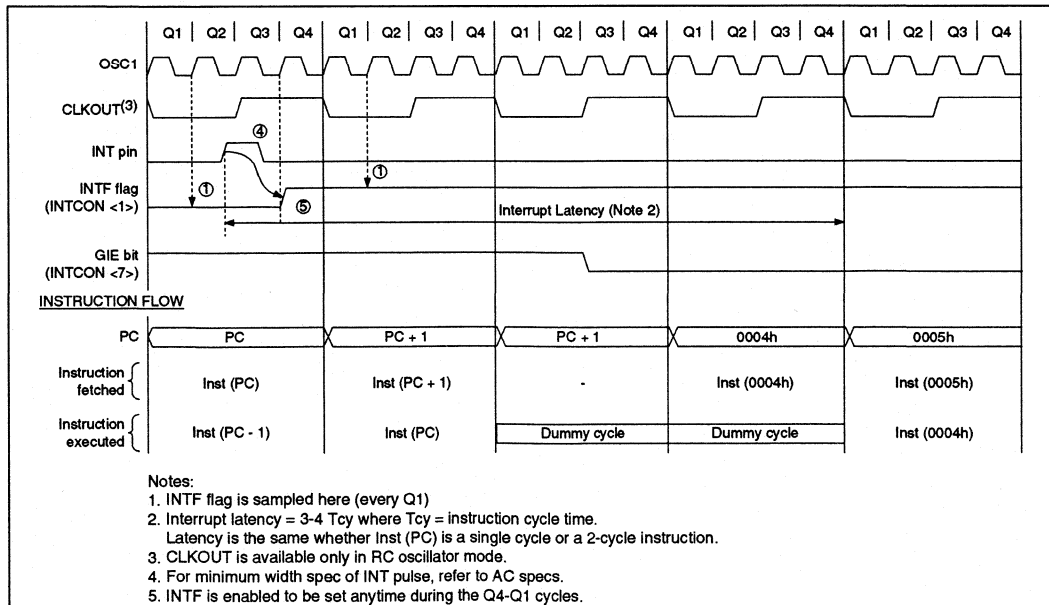 Q1 | Q2 | Q3 | Q4 | Q1 | Q2 | Q3 | Q4 | Q1 | Q2 | Q3 | Q4 | Q1 | Q2 | Q3 | Q4 | Q1 | Q2 | Q3 | Q4
OSC1
CLKOUT(3)
④
INT pin
①
①
INTF flag
(INTCON <1>)
⑤
Interrupt Latency (Note 2)
GIE bit
(INTCON <7>)
INSTRUCTION FLOW
PC PC PC + 1 PC + 1 0004h 0005h
Instruction
fetched
Inst (PC) Inst (PC + 1) - Inst (0004h) Inst (0005h)
Instruction
executed
Inst (PC - 1) Inst (PC) Dummy cycle Dummy cycle Inst (0004h)
Notes:
1. INTF flag is sampled here (every Q1)
2. Interrupt latency = 3-4 Tcy where Tcy = instruction cycle time.
Latency is the same whether Inst (PC) is a single cycle or a 2-cycle instruction.
3. CLKOUT is available only in RC oscillator mode.
4. For minimum width spec of INT pulse, refer to AC specs.
5. INTF is enabled to be set anytime during the Q4-Q1 cycles.